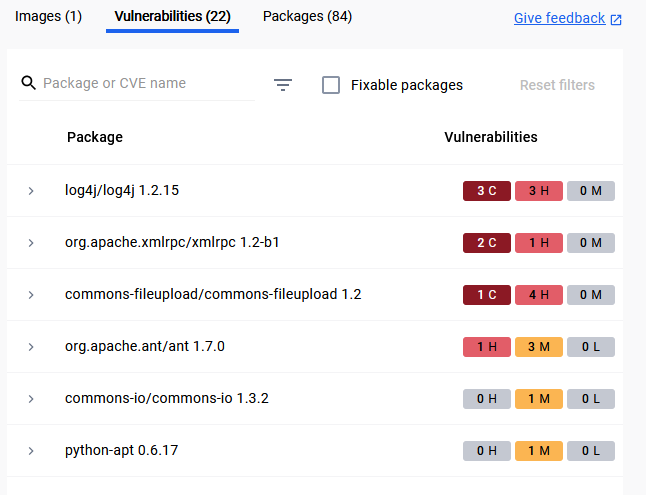 Images (1) Vulnerabilities (22) Packages (84) Give feedback
Package or CVE name Fixable packages Reset filters
Package Vulnerabilities
log4j/log4j 1.2.15 3 C 3 H 0 M
org.apache.xmlrpc/xmlrpc 1.2-b1 2 C 1 H 0 M
commons-fileupload/commons-fileupload 1.2 1 C 4 H 0 M
org.apache.ant/ant 1.7.0 1 H 3 M 0 L
commons-io/commons-io 1.3.2 0 H 1 M 0 L
python-apt 0.6.17 0 H 1 M 0 L